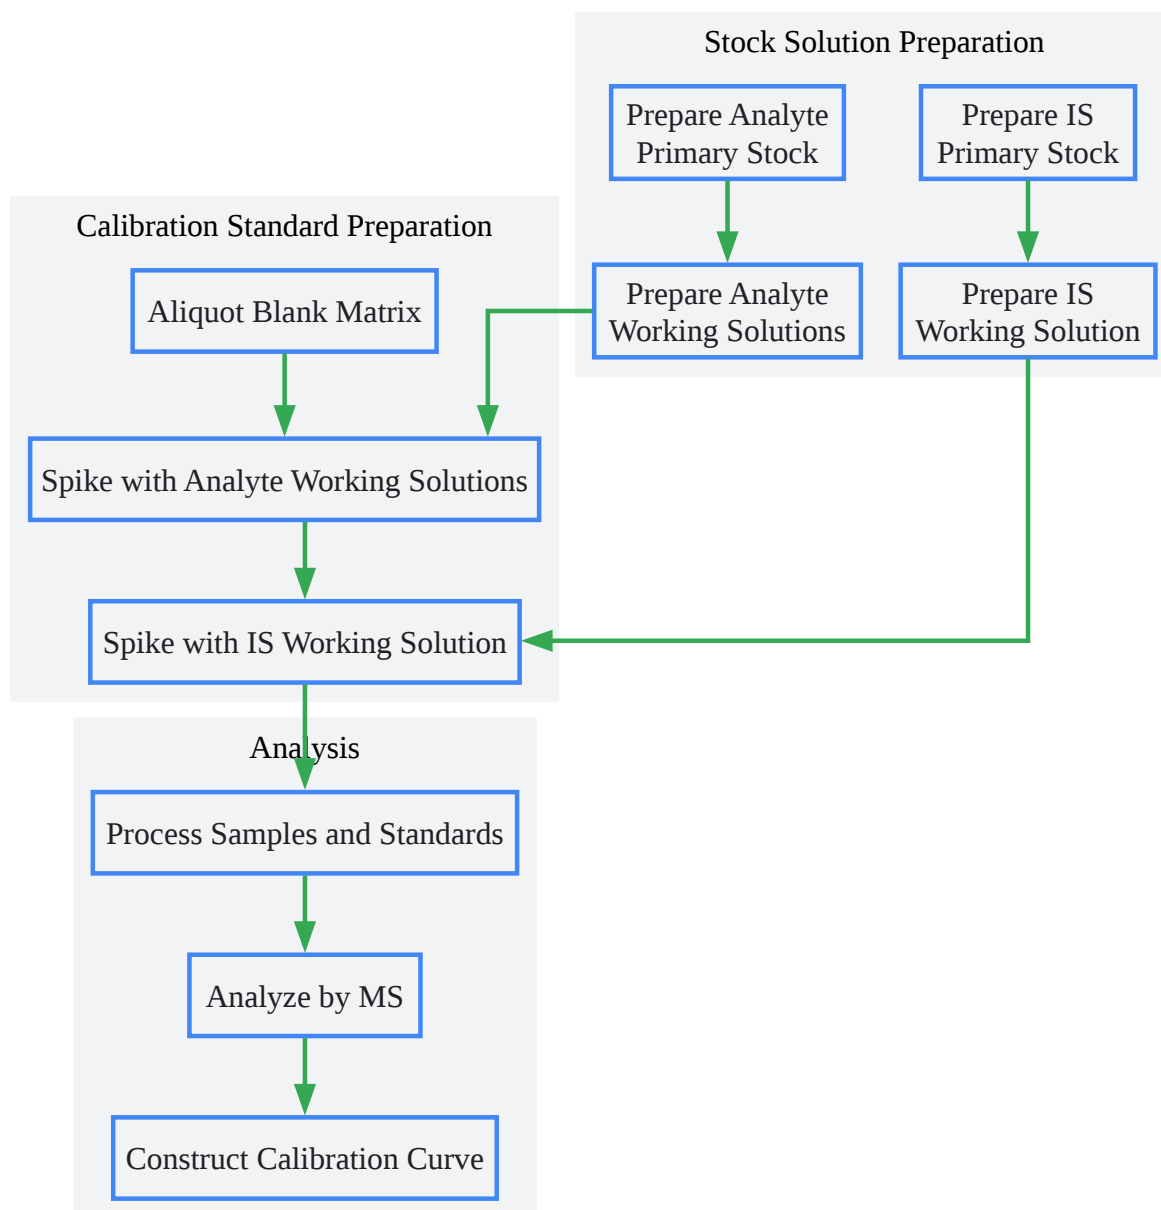 Stock Solution Preparation
Prepare Analyte
Primary Stock
Prepare IS
Primary Stock
Prepare Analyte
Working Solutions
Prepare IS
Working Solution
Calibration Standard Preparation
Aliquot Blank Matrix
Spike with Analyte Working Solutions
Spike with IS Working Solution
Analysis
Process Samples and Standards
Analyze by MS
Construct Calibration Curve